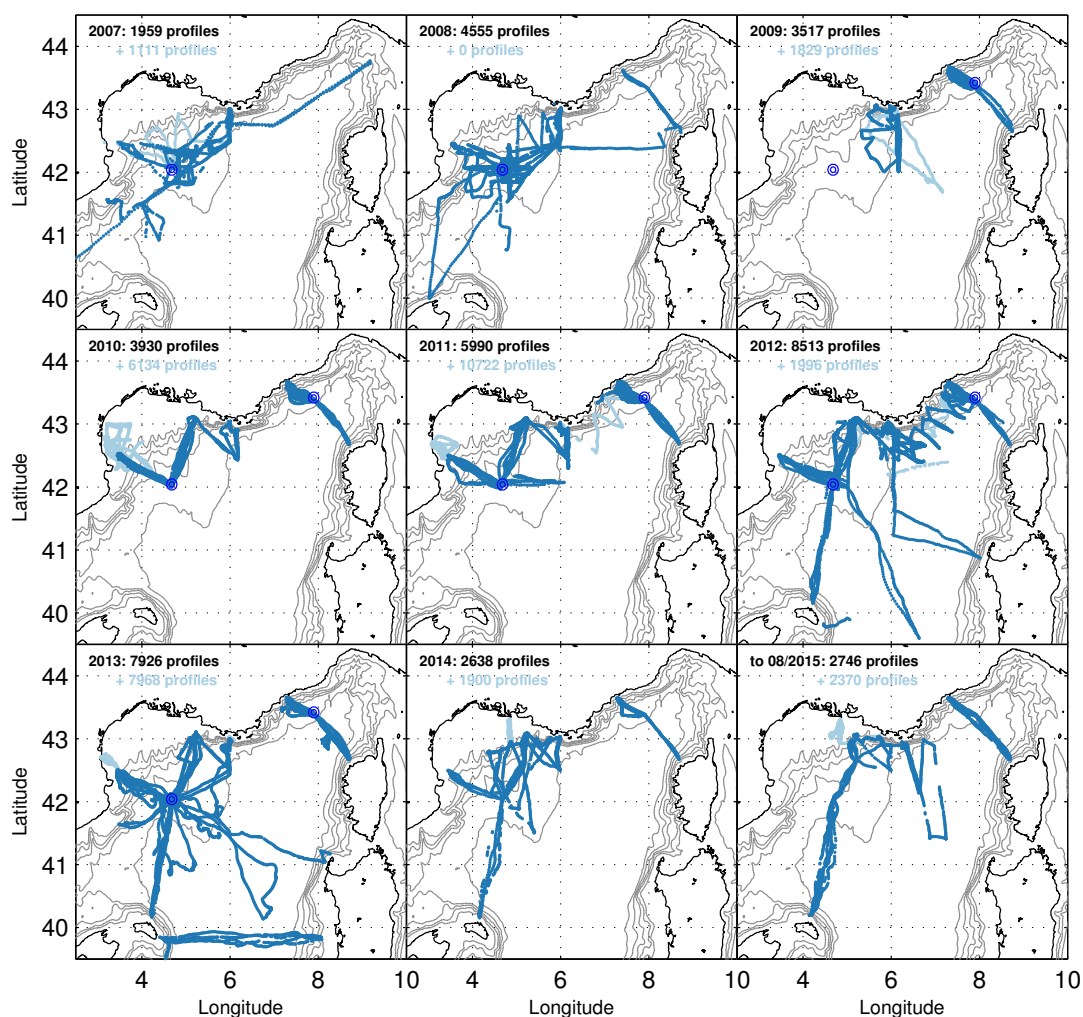 2007: 1959 profiles
+ 1111 profiles
2008: 4555 profiles
+ 0 profiles
2009: 3517 profiles
+ 1829 profiles
44
43
42
41
40
Latitude
2010: 3930 profiles
+ 6134 profiles
2011: 5990 profiles
+ 10722 profiles
2012: 8513 profiles
+ 1996 profiles
44
43
42
41
40
Latitude
2013: 7926 profiles
+ 7968 profiles
2014: 2638 profiles
+ 1900 profiles
to 08/2015: 2746 profiles
+ 2370 profiles
44
43
42
41
40
Latitude
4 6 8 10 4 6 8 10 4 6 8 10
Longitude Longitude Longitude